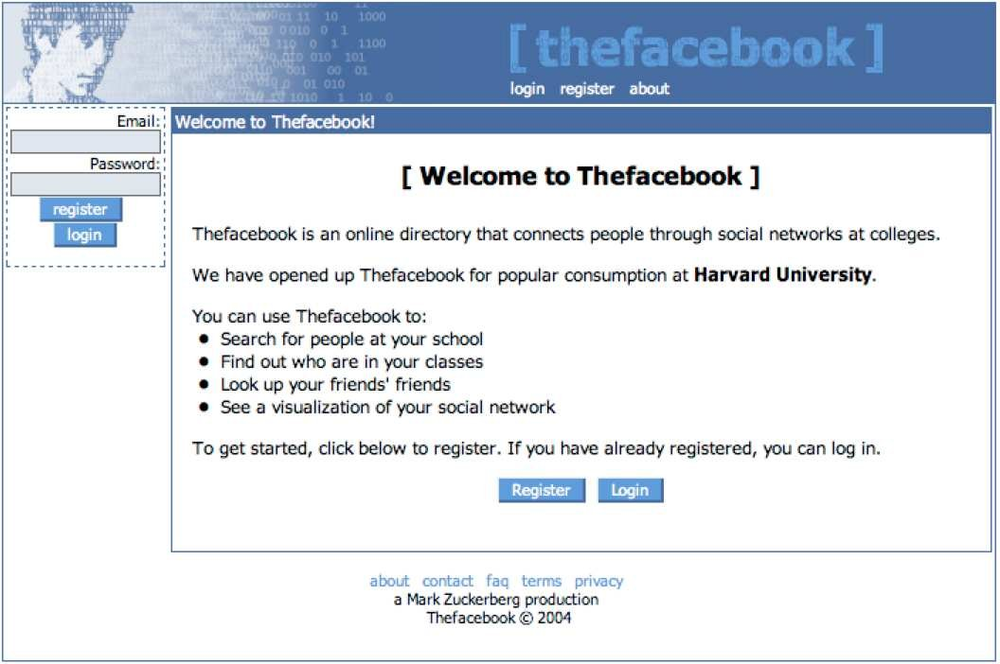 [ thefacebook ]
login register about
Email:
Password:
register
login
Welcome to Thefacebook!
[ Welcome to Thefacebook ]
Thefacebook is an online directory that connects people through social networks at colleges.
We have opened up Thefacebook for popular consumption at Harvard University.
You can use Thefacebook to:
• Search for people at your school
• Find out who are in your classes
• Look up your friends' friends
• See a visualization of your social network
To get started, click below to register. If you have already registered, you can log in.
Register Login
about contact faq terms privacy
a Mark Zuckerberg production
Thefacebook © 2004